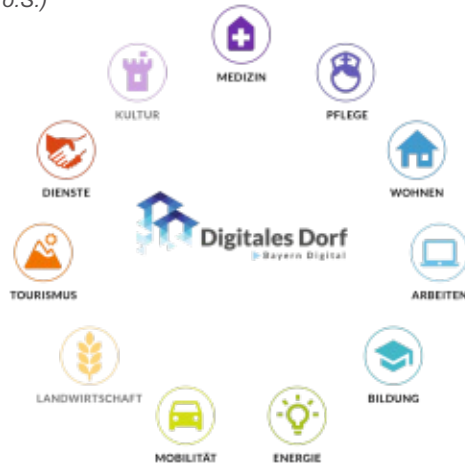 o.S.)
MEDIZIN
KULTUR
PFLEGE
DIENSTE
WOHNEN
Digitales Dorf
Bayern Digital
TOURISMUS
ARBEITEN
LANDWIRTSCHAFT
BILDUNG
MOBILITÄT
ENERGIE